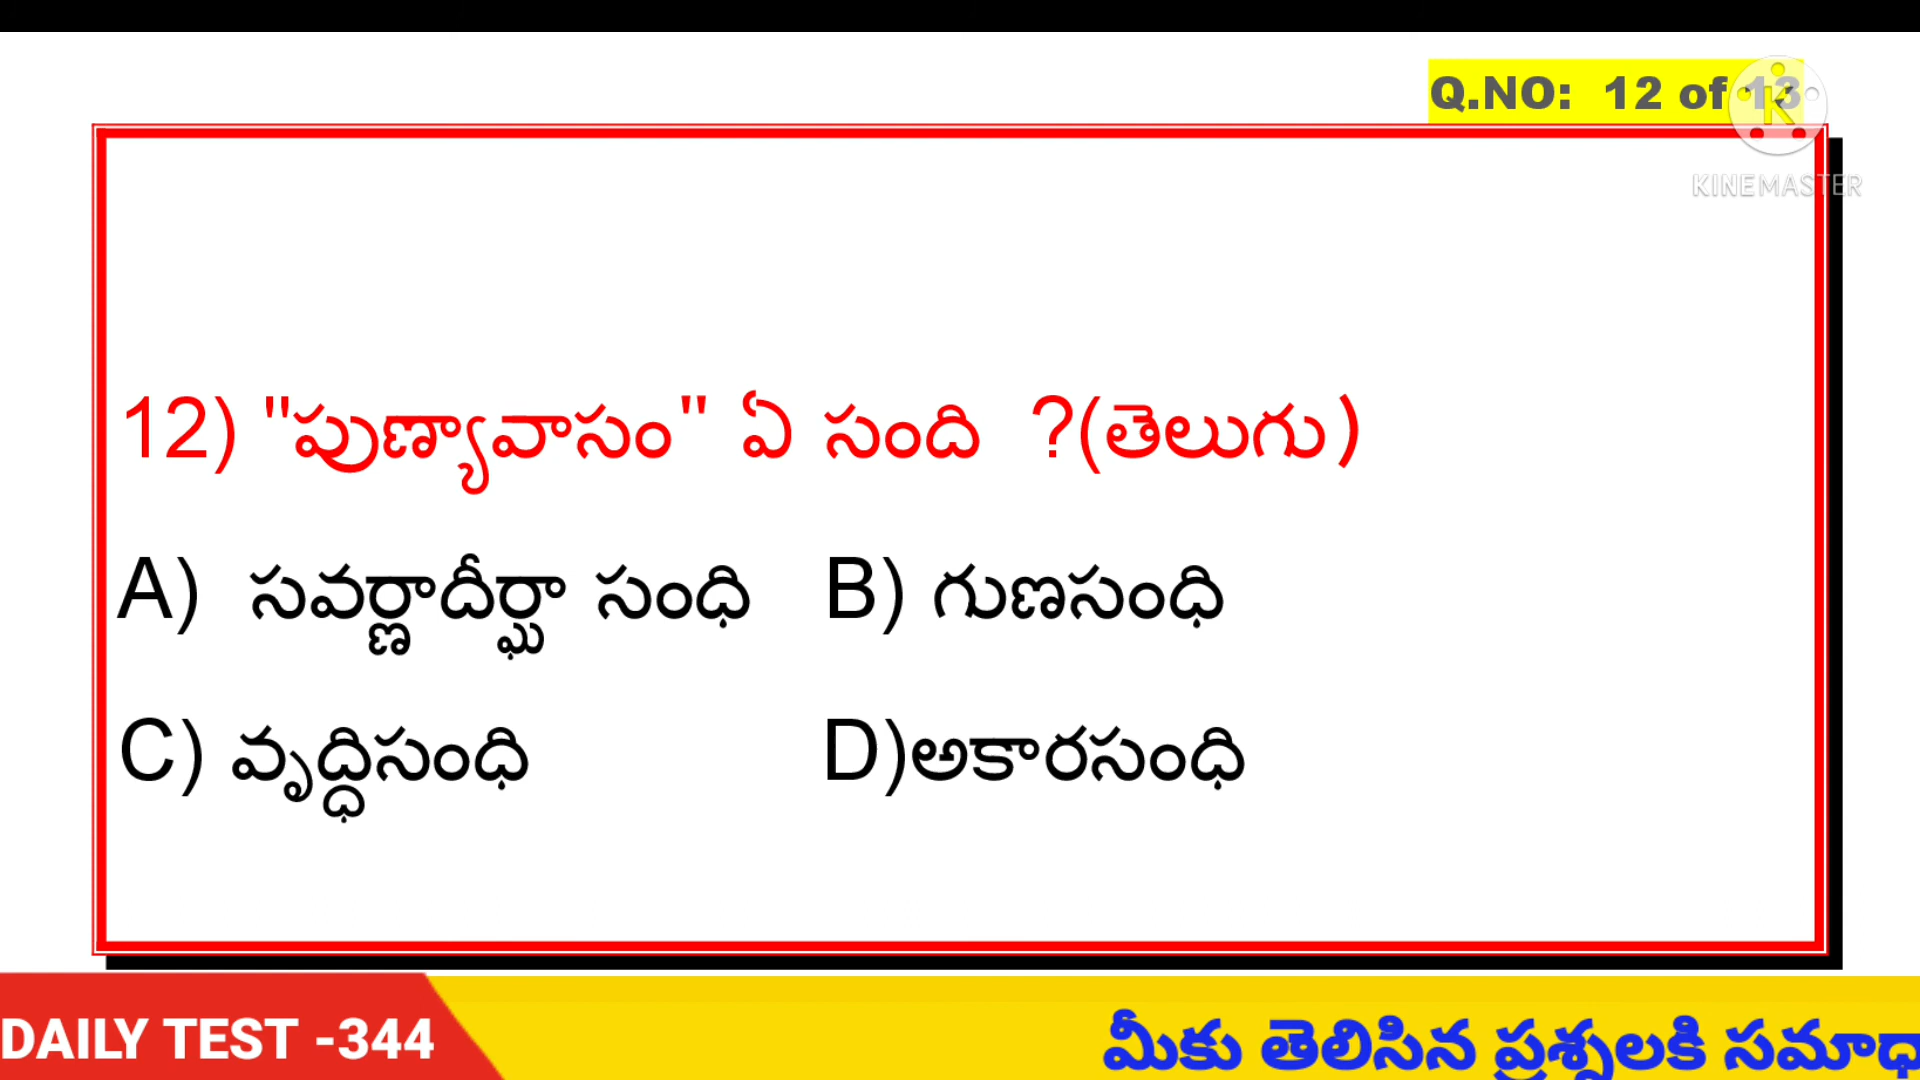 Q.NO: 12 of 13
KINEMASTER
12) "పుణ్యావాసం" ఏ సంది ?(తెలుగు)
A) సవర్ణాదీర్ఘా సంధి B) గుణసంధి
C) వృద్ధిసంధి D)అకారసంధి
DAILY TEST -344
మీకు తెలిసిన ప్రశ్నలకి సమాధ